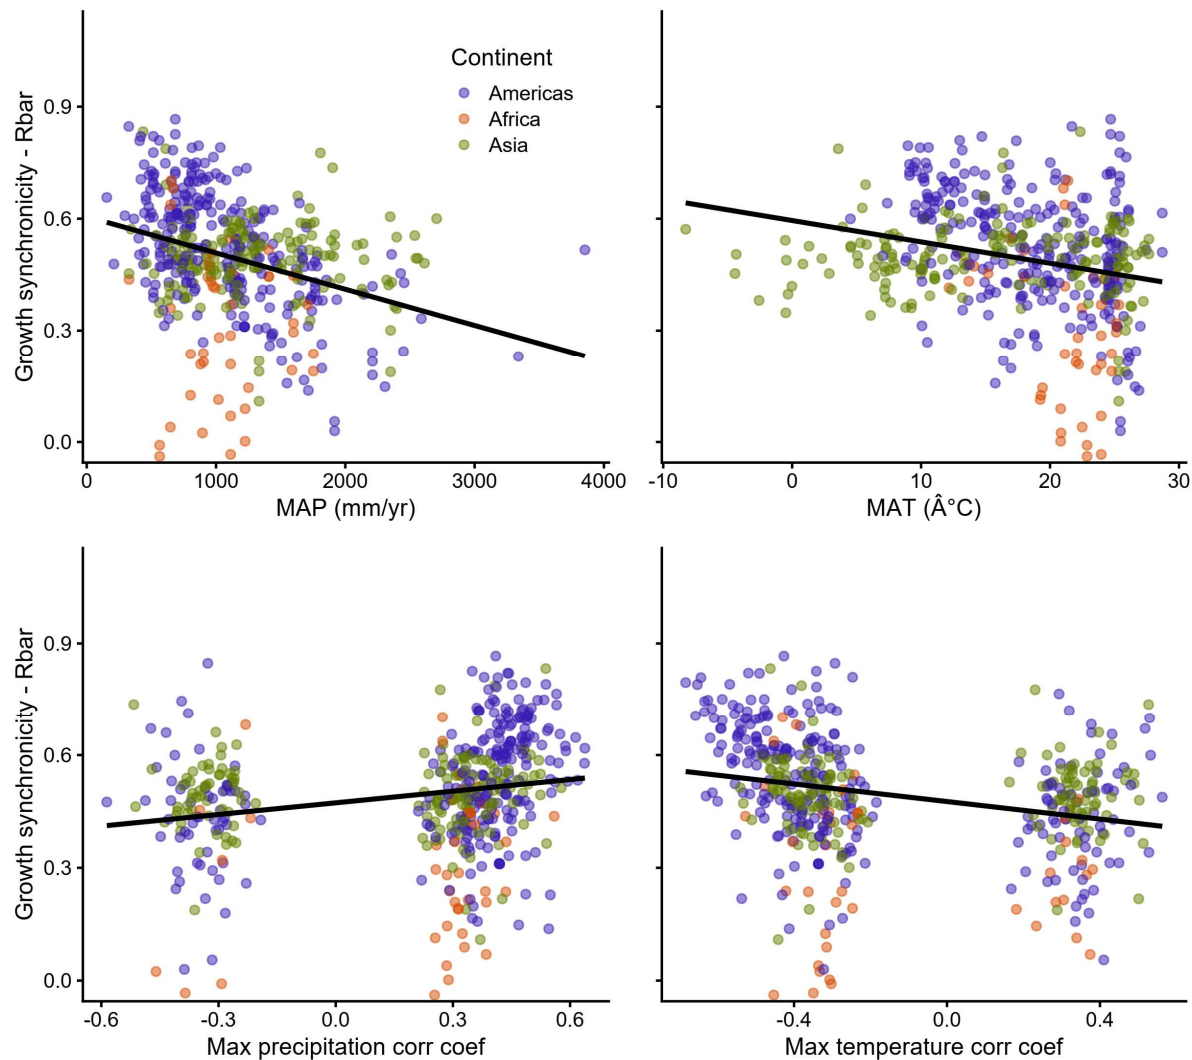 Growth synchronicity - Rbar
0.9
0.6
0.3
0.0
Continent
Americas
Africa
Asia
0 1000 2000 3000 4000
MAP (mm/yr)
-10 0 10 20 30
MAT (Â°C)
Growth synchronicity - Rbar
0.9
0.6
0.3
0.0
-0.6 -0.3 0.0 0.3 0.6
Max precipitation corr coef
-0.4 0.0 0.4
Max temperature corr coef